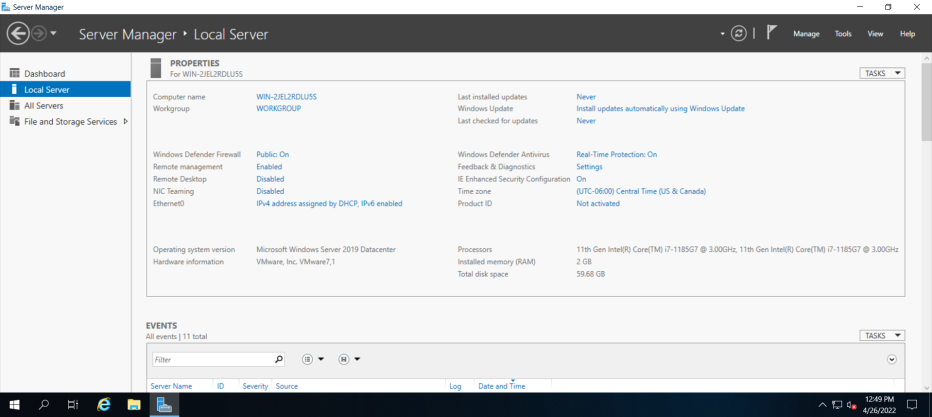 Server Manager
Server Manager • Local Server
Manage Tools View Help
Dashboard
Local Server
All Servers
File and Storage Services
PROPERTIES
For WIN-2JEL2RDLU5S
TASKS
Computer name WIN-2JEL2RDLU5S Last installed updates Never
Workgroup WORKGROUP Windows Update Install updates automatically using Windows Update
Last checked for updates Never
Windows Defender Firewall Public: On Windows Defender Antivirus Real-Time Protection: On
Remote management Enabled Feedback & Diagnostics Settings
Remote Desktop Disabled IE Enhanced Security Configuration On
NIC Teaming Disabled Time zone (UTC-06:00) Central Time (US & Canada)
Ethernet0 IPv4 address assigned by DHCP, IPv6 enabled Product ID Not activated
Operating system version Microsoft Windows Server 2019 Datacenter Processors 11th Gen Intel(R) Core(TM) i7-1185G7 @ 3.00GHz, 11th Gen Intel(R) Core(TM) i7-1185G7 @ 3.00GHz
Hardware information VMware, Inc. VMware7,1 Installed memory (RAM) 2 GB
Total disk space 59.68 GB
EVENTS
All events | 11 total
TASKS
Filter
Server Name ID Severity Source Log Date and Time
12:49 PM
4/26/2022